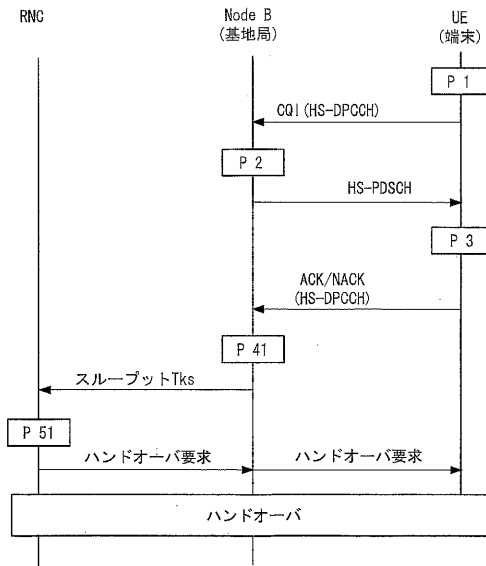 RNC
Node B
(基地局)
UE
(端末)
P 1
CQI(HS-DPCCH)
P 2
HS-PDSCH
P 3
ACK/NACK
(HS-DPCCH)
P 41
スループットTks
P 51
ハンドオーバ要求
ハンドオーバ要求
ハンドオーバ